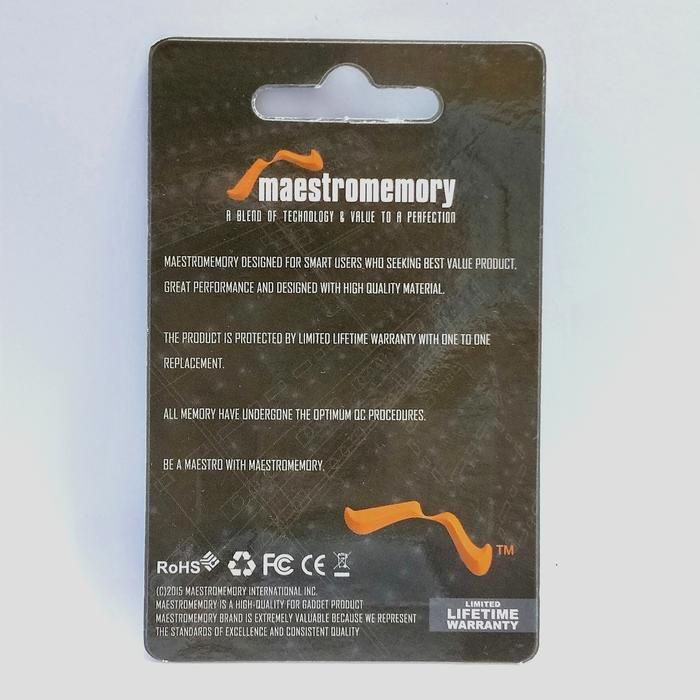 maestromemory
A BLEND OF TECHNOLOGY & VALUE TO A PERFECTION
MAESTROMEMORY DESIGNED FOR SMART USERS WHO SEEKING BEST VALUE PRODUCT,
GREAT PERFORMANCE AND DESIGNED WITH HIGH QUALITY MATERIAL.
THE PRODUCT IS PROTECTED BY LIMITED LIFETIME WARRANTY WITH ONE TO ONE
REPLACEMENT.
ALL MEMORY HAVE UNDERGONE THE OPTIMUM QC PROCEDURES.
BE A MAESTRO WITH MAESTROMEMORY.
TM
RoHS FC CE
(C)2015 MAESTROMEMORY INTERNATIONAL INC.
MAESTROMEMORY IS A HIGH-QUALITY FOR GADGET PRODUCT
MAESTROMEMORY BRAND IS EXTREMELY VALUABLE BECAUSE WE REPRESENT
THE STANDARDS OF EXCELLENCE AND CONSISTENT QUALITY
LIMITED
LIFETIME
WARRANTY